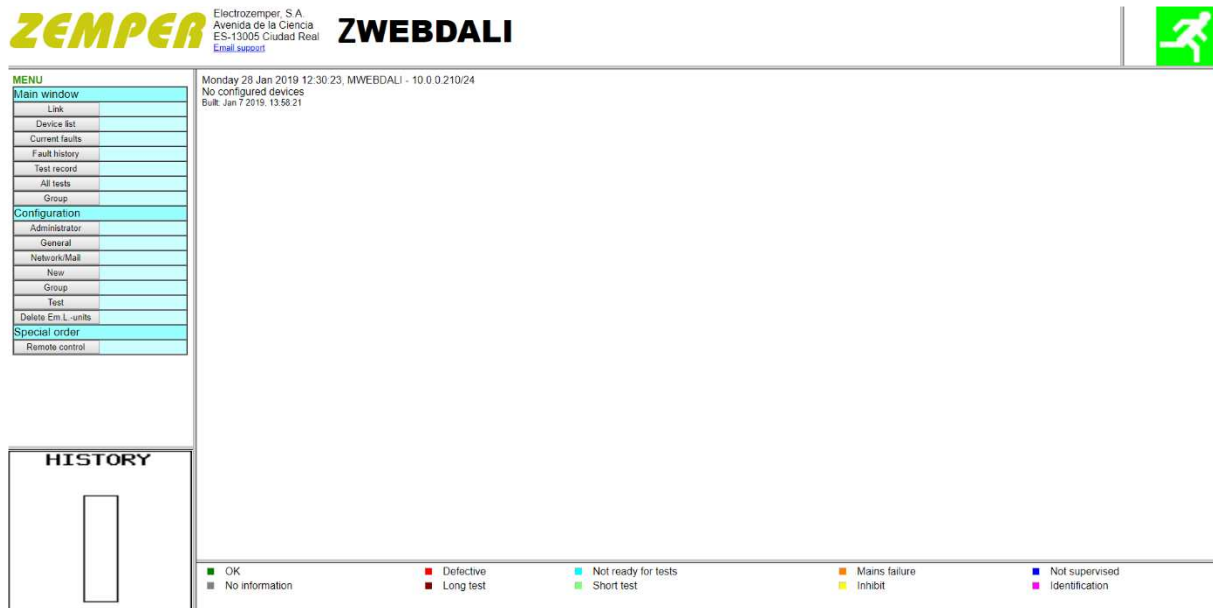 ZEMPER
Electrozemper, S.A.
Avenida de la Ciencia
ES-13005 Ciudad Real
Email support
ZWEBDALI
MENU
Main window
Link
Device list
Current faults
Fault history
Test record
All tests
Group
Configuration
Administrator
General
Network/Mail
New
Group
Test
Delete Em.L.-units
Special order
Remote control
HISTORY
Monday 28 Jan 2019 12:30:23, MWEBDALI - 10.0.0.210/24
No configured devices
Built: Jan 7 2019, 13:58:21
OK Defective Not ready for tests Mains failure Not supervised
No information Long test Short test Inhibit Identification